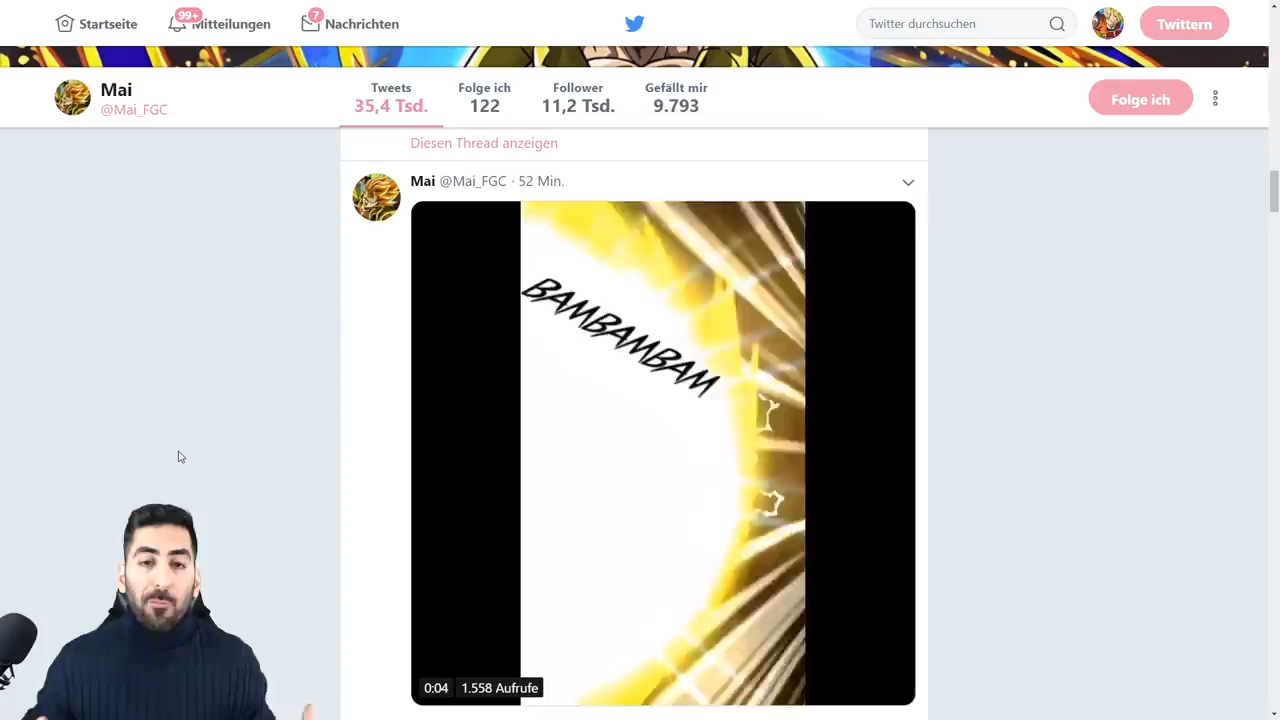 Startseite
99+
Mitteilungen
7
Nachrichten
Twitter durchsuchen
Twittern
Mai
@Mai_FGC
Tweets
35,4 Tsd.
Folge ich
122
Follower
11,2 Tsd.
Gefällt mir
9.793
Folge ich
Diesen Thread anzeigen
Mai @Mai_FGC · 52 Min.
BAMBAMBAM
0:04
1.558 Aufrufe